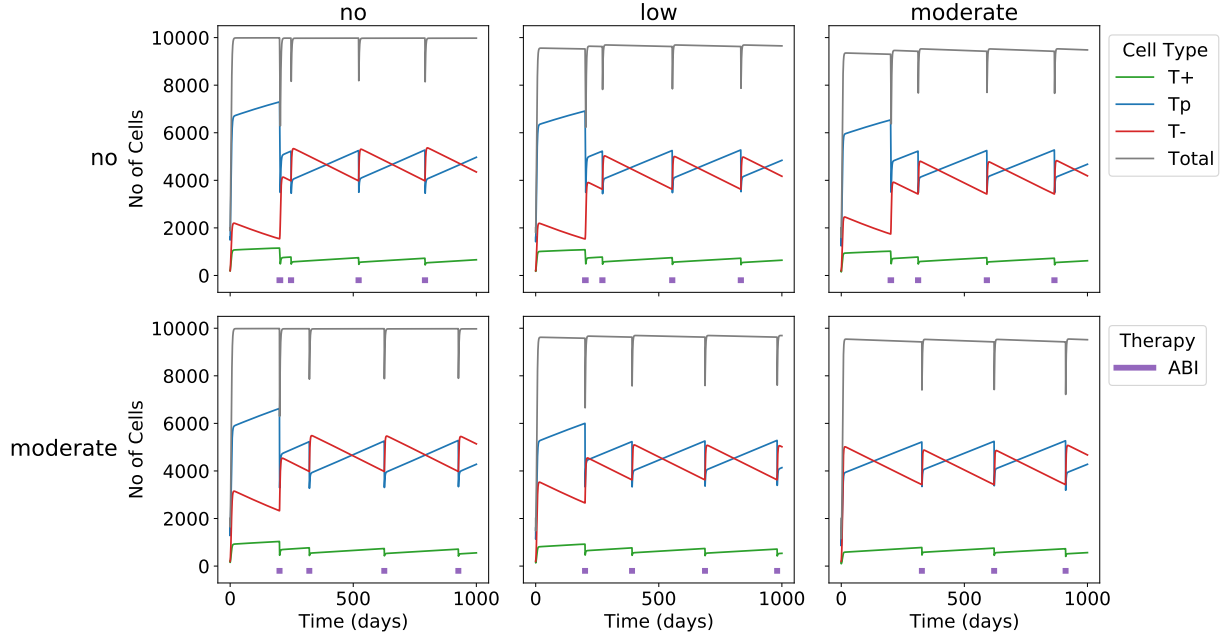 no low moderate
10000
8000
6000
4000
2000
0
No of Cells
no
Cell Type
T+
Tp
T-
Total
10000
8000
6000
4000
2000
0
No of Cells
moderate
Therapy
ABI
0 500 1000 0 500 1000 0 500 1000
Time (days) Time (days) Time (days)